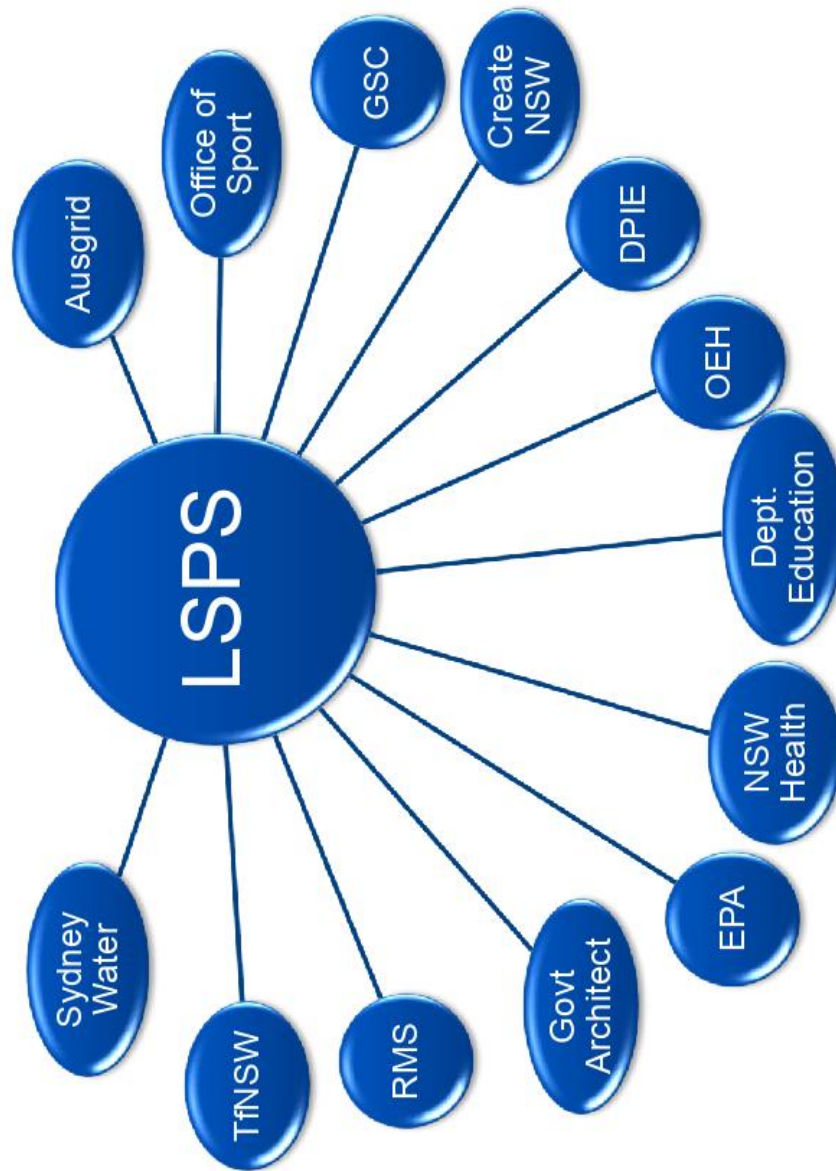 LSPS
Sydney
Water
TfNSW
RMS
Govt
Architect
EPA
NSW
Health
Dept.
Education
OEH
DPIE
Create
NSW
GSC
Office of
Sport
Ausgrid